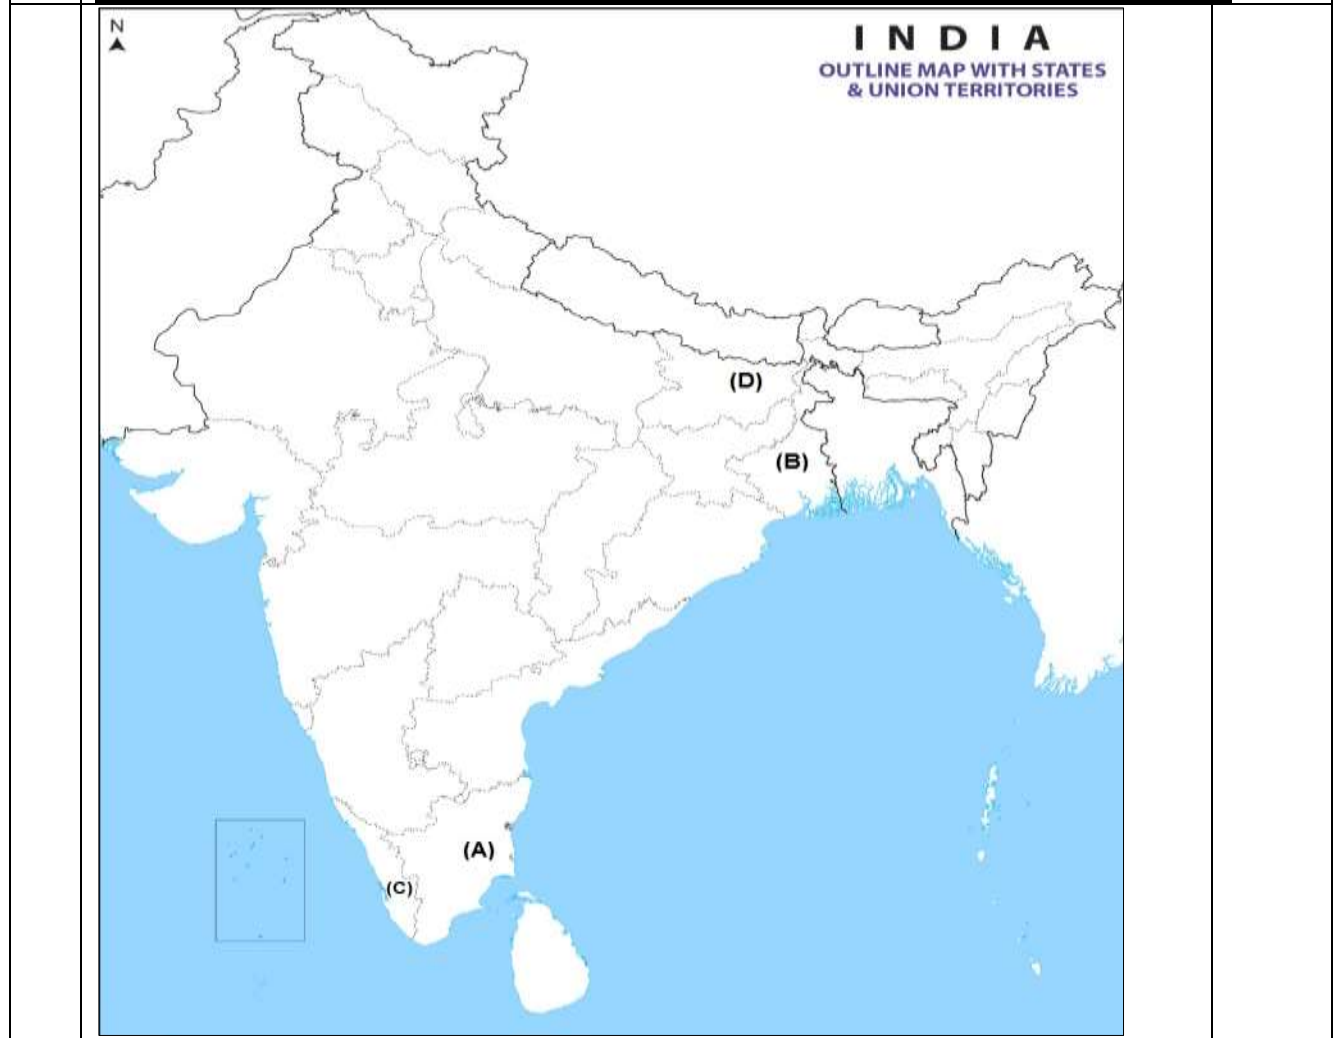 N
INDIA
OUTLINE MAP WITH STATES
& UNION TERRITORIES
(D)
(B)
(A)
(C)